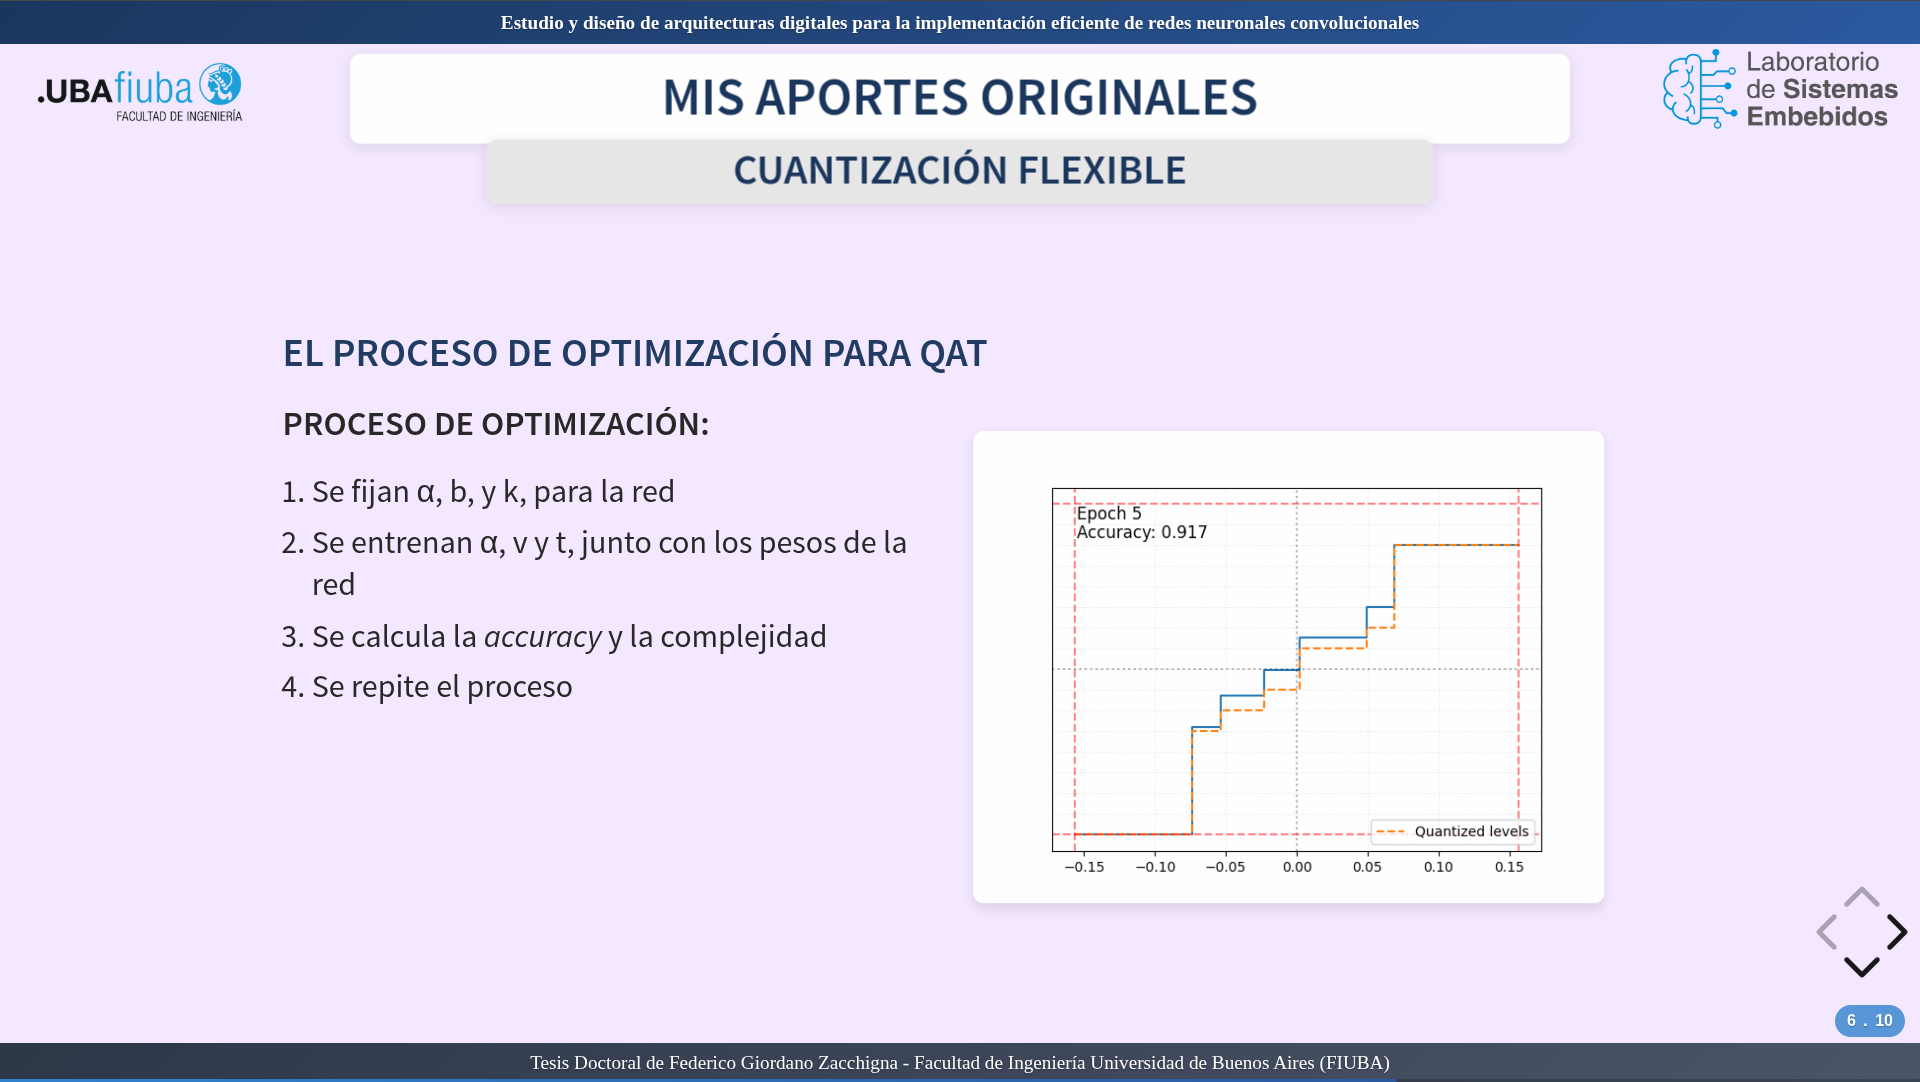 Estudio y diseño de arquitecturas digitales para la implementación eficiente de redes neuronales convolucionales
.UBAfiuba
FACULTAD DE INGENIERÍA
MIS APORTES ORIGINALES
Laboratorio
de Sistemas
Embebidos
CUANTIZACIÓN FLEXIBLE
EL PROCESO DE OPTIMIZACIÓN PARA QAT
PROCESO DE OPTIMIZACIÓN:
1. Se fijan α, b, y k, para la red
2. Se entrenan α, v y t, junto con los pesos de la
red
3. Se calcula la accuracy y la complejidad
4. Se repite el proceso
Epoch 5
Accuracy: 0.917
Quantized levels
−0.15 −0.10 −0.05 0.00 0.05 0.10 0.15
6 . 10
Tesis Doctoral de Federico Giordano Zacchigna - Facultad de Ingeniería Universidad de Buenos Aires (FIUBA)